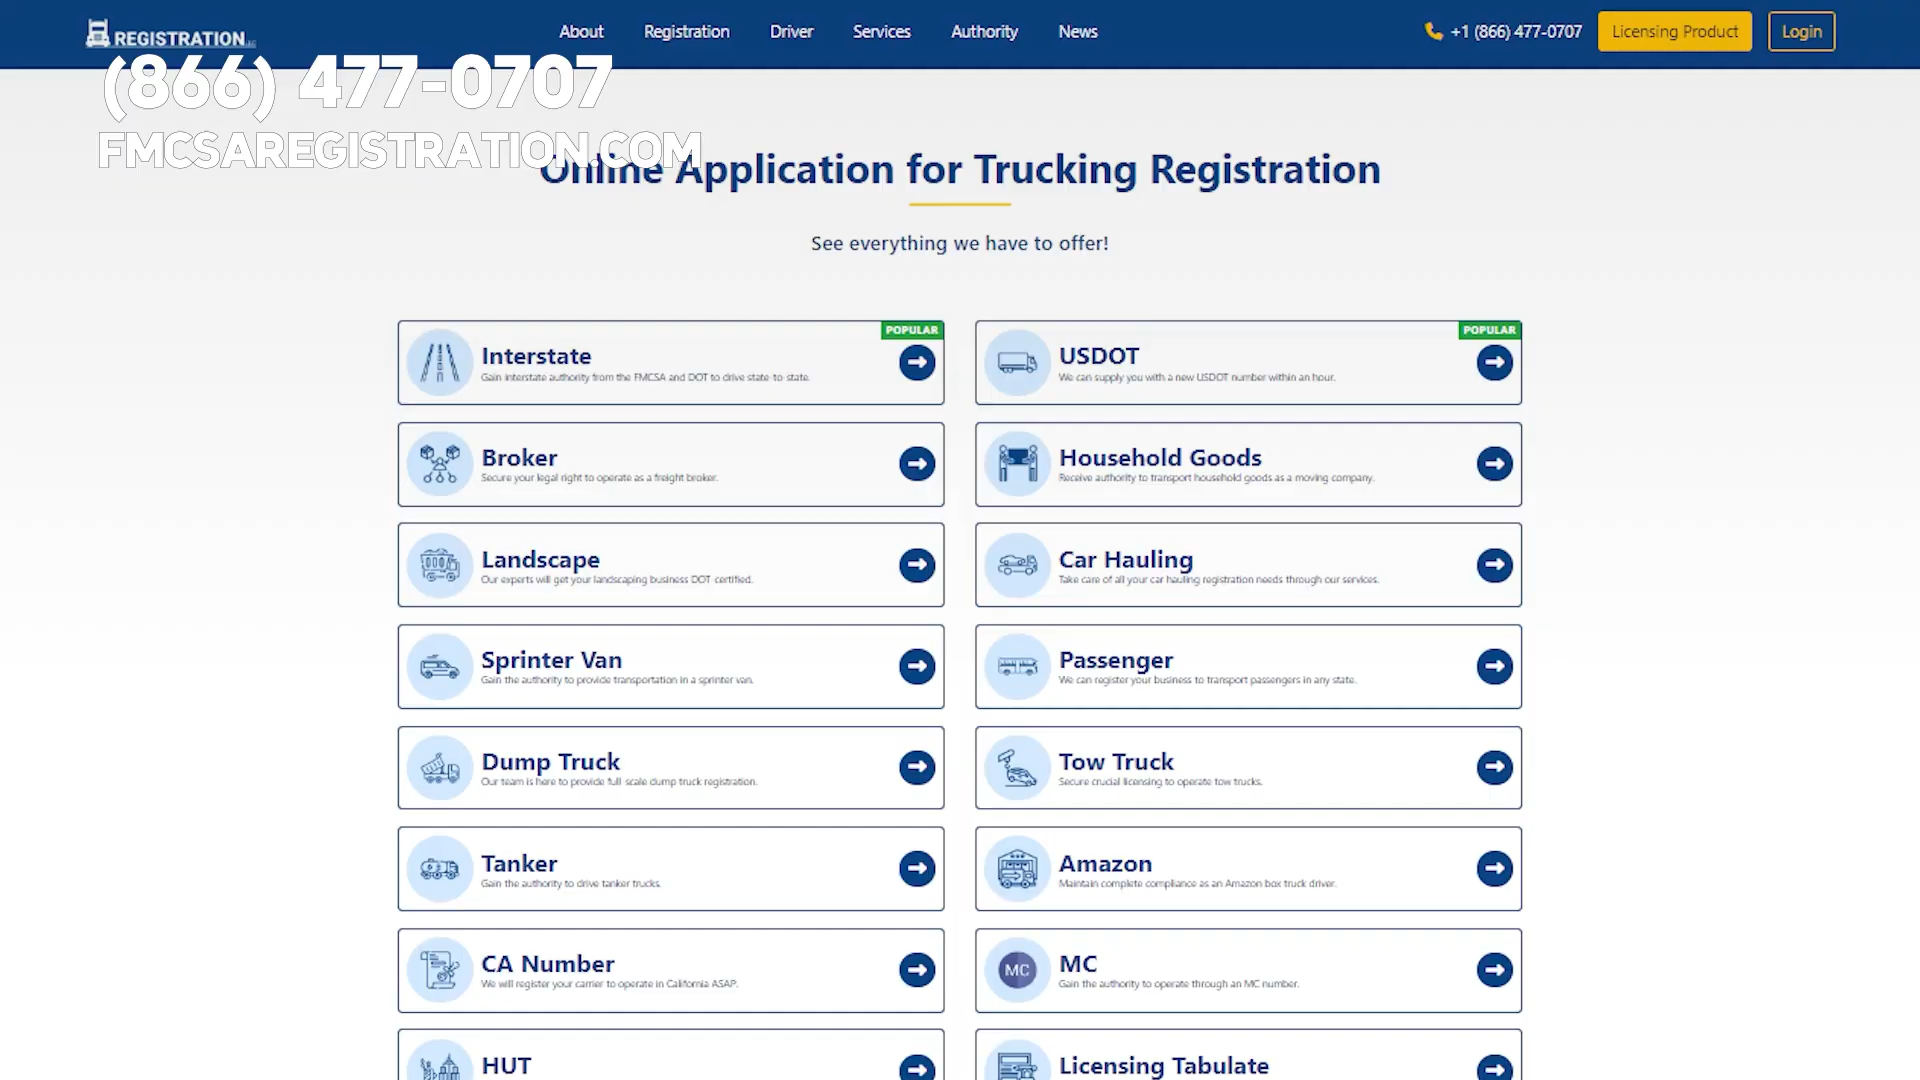 REGISTRATION LLC
About
Registration
Driver
Services
Authority
News
+1 (866) 477-0707
Licensing Product
Login
(866) 477-0707
FMCSAREGISTRATION.COM
Online Application for Trucking Registration
See everything we have to offer!
POPULAR
Interstate
Gain interstate authority from the FMCSA and DOT to drive state-to-state.
POPULAR
USDOT
We can supply you with a new USDOT number within an hour.
Broker
Secure your legal right to operate as a freight broker.
Household Goods
Receive authority to transport household goods as a moving company.
Landscape
Our experts will get your landscaping business DOT certified.
Car Hauling
Take care of all your car hauling registration needs through our services.
Sprinter Van
Gain the authority to provide transportation in a sprinter van.
Passenger
We can register your business to transport passengers in any state.
Dump Truck
Our team is here to provide full-scale dump truck registration.
Tow Truck
Secure crucial licensing to operate tow trucks.
Tanker
Gain the authority to drive tanker trucks.
Amazon
Maintain complete compliance as an Amazon box truck driver.
CA Number
We will register your carrier to operate in California ASAP.
MC
MC
Gain the authority to operate through an MC number.
HUT
Licensing Tabulate